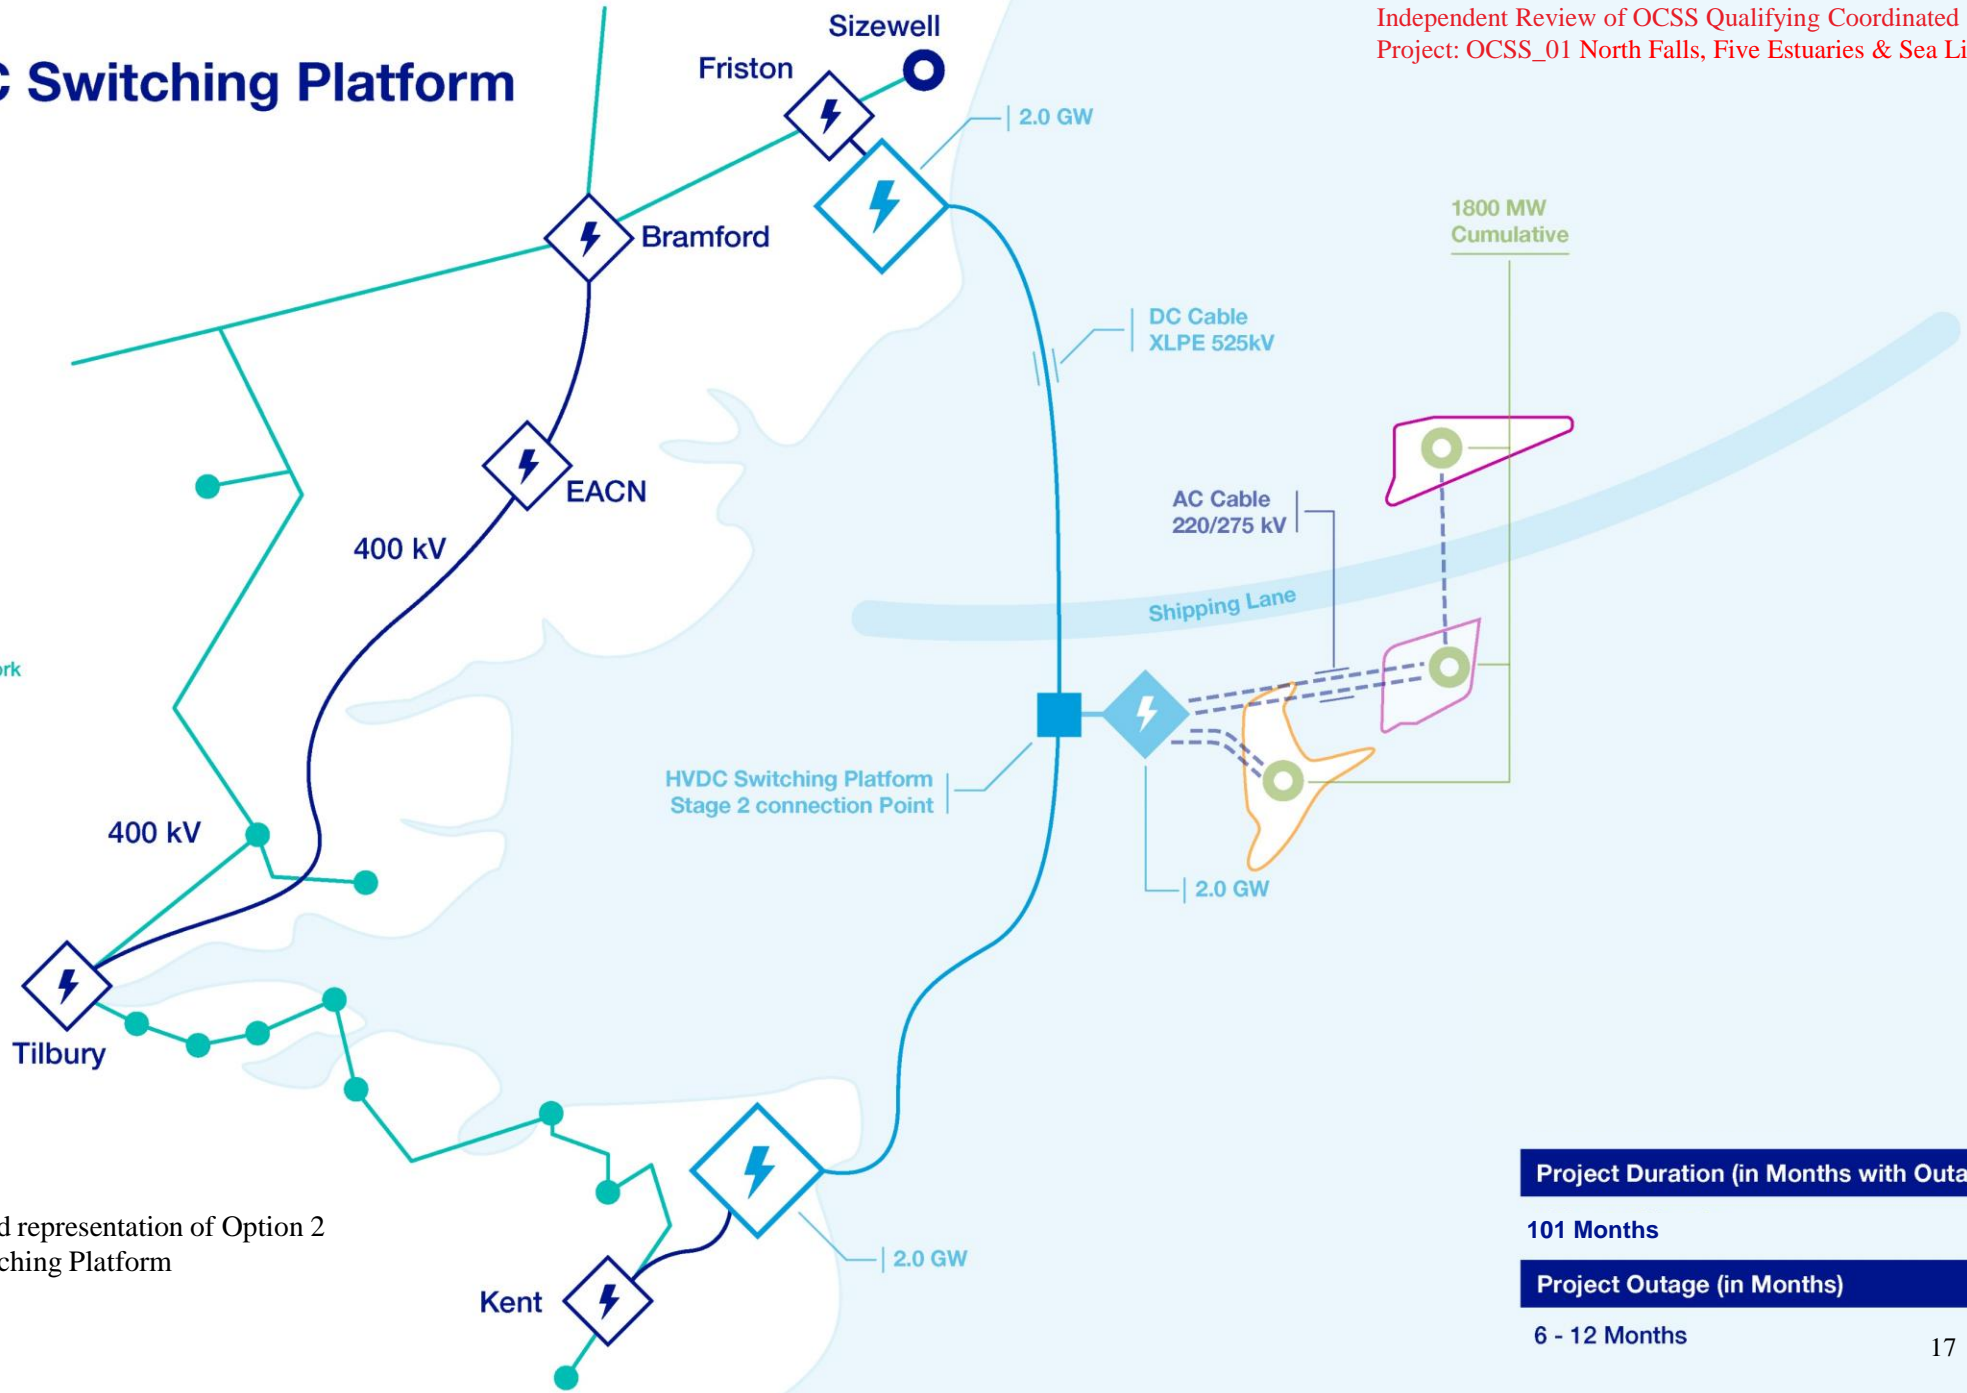 Independent Review of OCSS Qualifying Coordinated
Project: OCSS_01 North Falls, Five Estuaries & Sea Li
C Switching Platform
Sizewell
Friston
2.0 GW
1800 MW
Cumulative
Bramford
DC Cable
XLPE 525kV
EACN
AC Cable
220/275 kV
400 kV
Shipping Lane
ork
HVDC Switching Platform
Stage 2 connection Point
400 kV
2.0 GW
Tilbury
Project Duration (in Months with Outa
d representation of Option 2
ching Platform
101 Months
2.0 GW
Project Outage (in Months)
Kent
6 - 12 Months
17